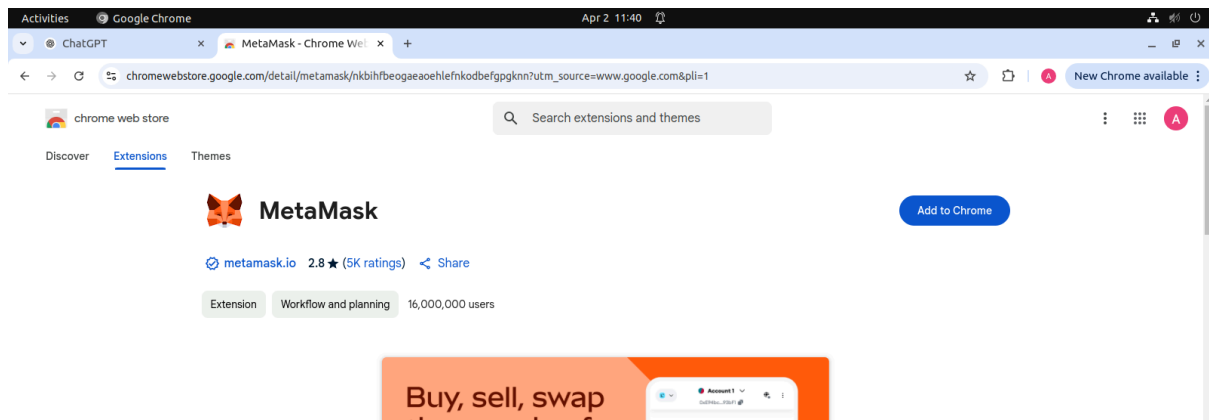 Activities Google Chrome Apr 2 11:40
ChatGPT × MetaMask - Chrome Web × +
chromewebstore.google.com/detail/metamask/nkbihfbeogaeaoehlefnkodbefgpgknn?utm_source=www.google.com&pli=1 A New Chrome available
chrome web store Search extensions and themes A
Discover Extensions Themes
MetaMask Add to Chrome
metamask.io 2.8 ★ (5K ratings) Share
Extension Workflow and planning 16,000,000 users
Buy, sell, swap
Account 1